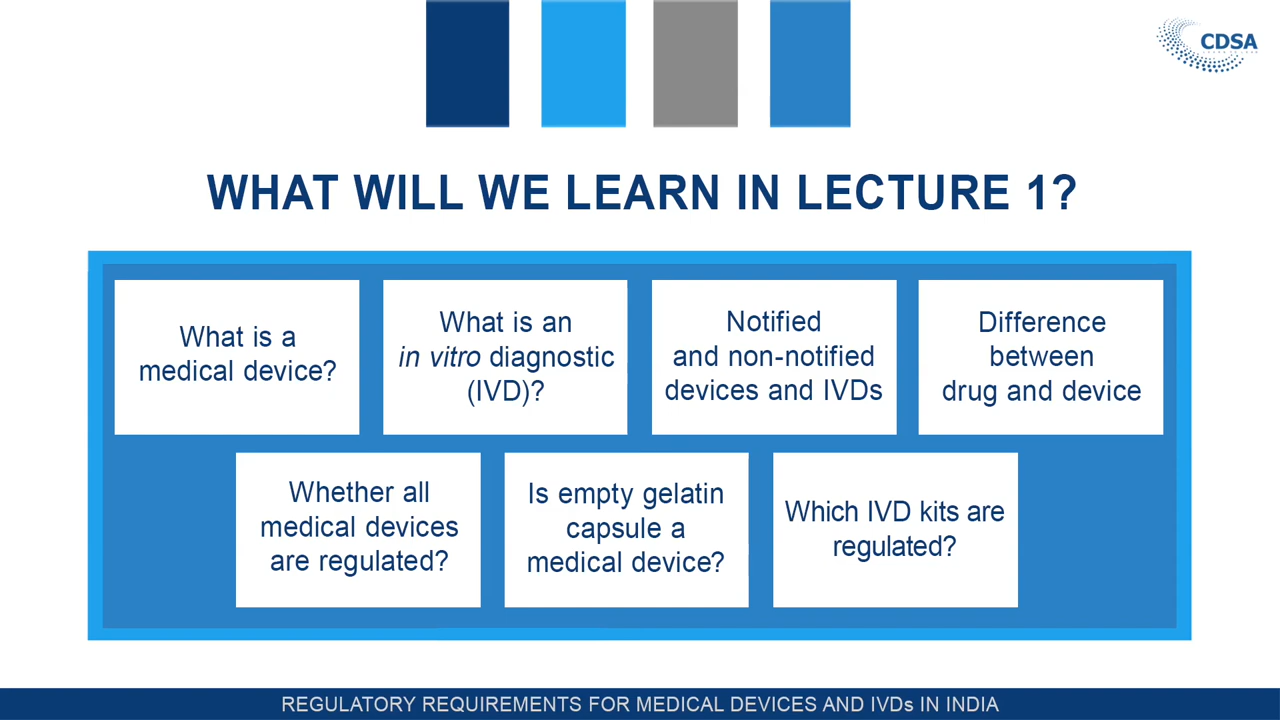 CDSA
WHAT WILL WE LEARN IN LECTURE 1?
What is a
medical device?
What is an
in vitro diagnostic
(IVD)?
Notified
and non-notified
devices and IVDs
Difference
between
drug and device
Whether all
medical devices
are regulated?
Is empty gelatin
capsule a
medical device?
Which IVD kits are
regulated?
REGULATORY REQUIREMENTS FOR MEDICAL DEVICES AND IVDs IN INDIA